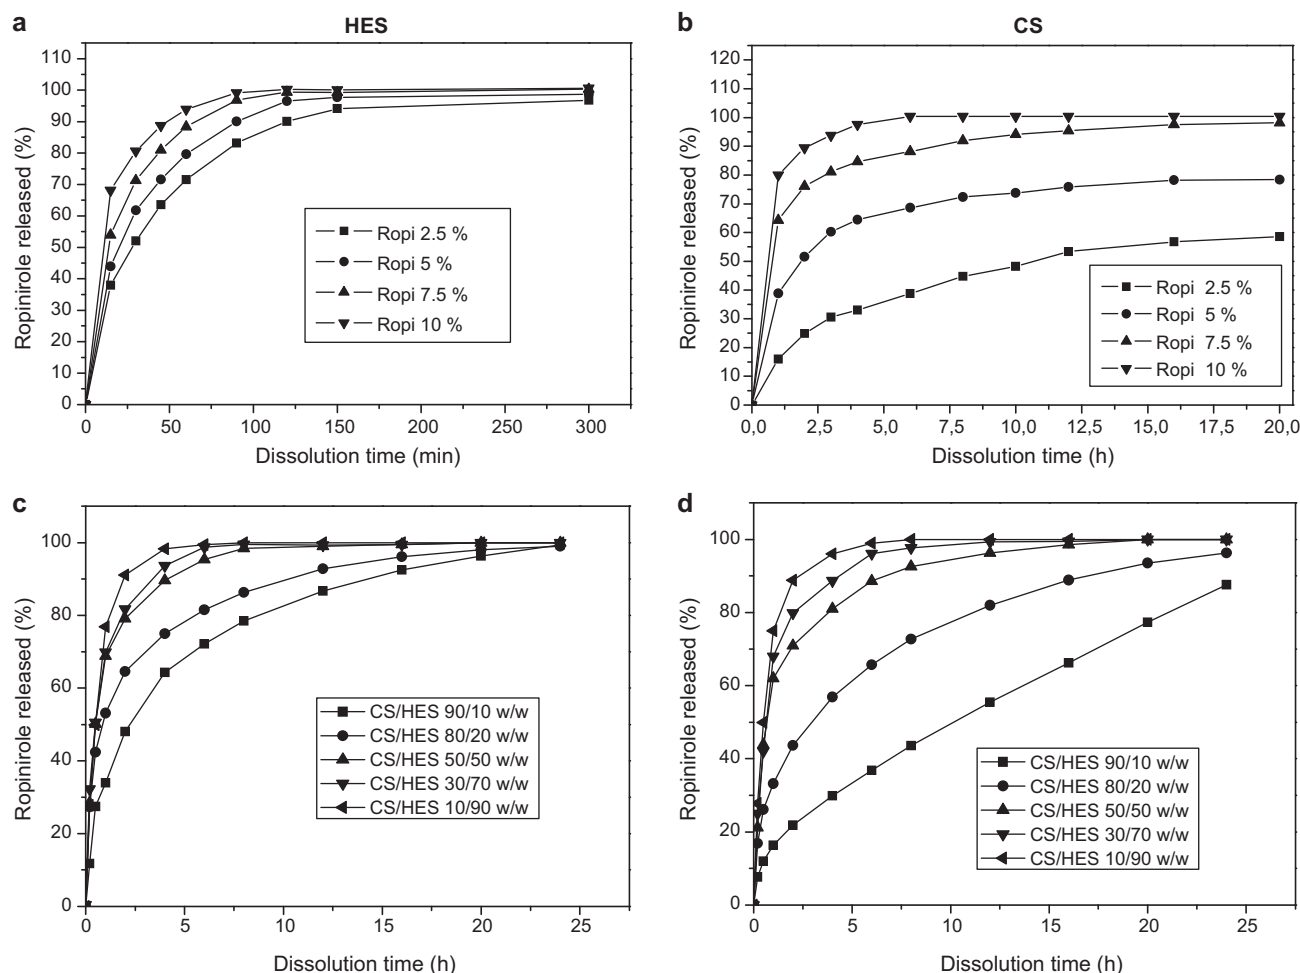 a
HES
110
100
90
80
70
60
50
40
30
20
10
0
Ropinirole released (%)
Ropi 2.5 %
Ropi 5 %
Ropi 7.5 %
Ropi 10 %
0 50 100 150 200 250 300
Dissolution time (min)
b
CS
120
110
100
90
80
70
60
50
40
30
20
10
0
Ropinirole released (%)
Ropi 2.5 %
Ropi 5 %
Ropi 7.5 %
Ropi 10 %
0,0 2,5 5,0 7,5 10,0 12,5 15,0 17,5 20,0
Dissolution time (h)
c
100
80
60
40
20
0
Ropinirole released (%)
CS/HES 90/10 w/w
CS/HES 80/20 w/w
CS/HES 50/50 w/w
CS/HES 30/70 w/w
CS/HES 10/90 w/w
0 5 10 15 20 25
Dissolution time (h)
d
100
80
60
40
20
0
Ropinirole released (%)
CS/HES 90/10 w/w
CS/HES 80/20 w/w
CS/HES 50/50 w/w
CS/HES 30/70 w/w
CS/HES 10/90 w/w
0 5 10 15 20 25
Dissolution time (h)